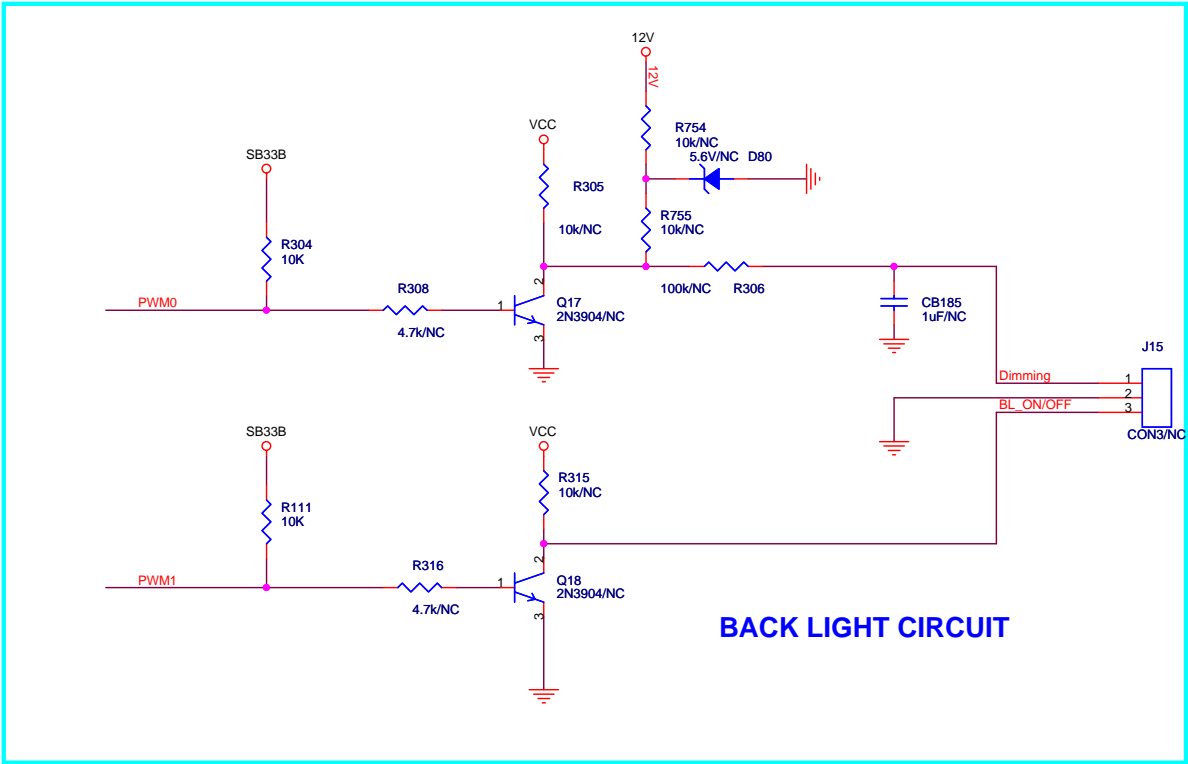 12V
12V
R754
10k/NC
5.6V/NC D80
VCC
SB33B
R305
R755
10k/NC
10k/NC
R304
10K
2
PWM0
R308
1
Q17
2N3904/NC
100k/NC
R306
CB185
1uF/NC
4.7k/NC
3
J15
Dimming
1
2
BL_ON/OFF
3
CON3/NC
SB33B
VCC
R315
10k/NC
R111
10K
2
PWM1
R316
1
Q18
2N3904/NC
4.7k/NC
3
BACK LIGHT CIRCUIT